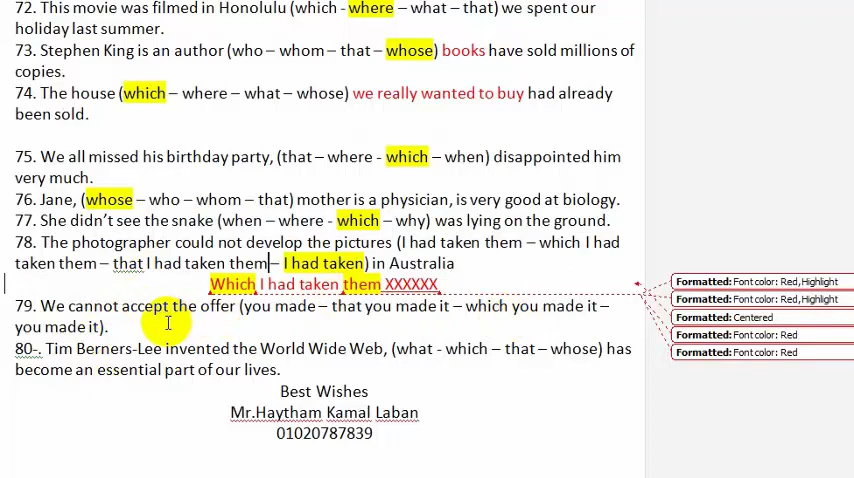 72. This movie was filmed in Honolulu (which - where – what – that) we spent our
holiday last summer.
73. Stephen King is an author (who – whom – that – whose) books have sold millions of
copies.
74. The house (which – where – what – whose) we really wanted to buy had already
been sold.
75. We all missed his birthday party, (that – where - which – when) disappointed him
very much.
76. Jane, (whose – who – whom – that) mother is a physician, is very good at biology.
77. She didn't see the snake (when – where - which – why) was lying on the ground.
78. The photographer could not develop the pictures (I had taken them – which I had
taken them – that I had taken them– I had taken) in Australia
Which I had taken them XXXXXX
79. We cannot accept the offer (you made – that you made it – which you made it –
you made it).
80-. Tim Berners-Lee invented the World Wide Web, (what - which – that – whose) has
become an essential part of our lives.
Best Wishes
Mr.Haytham Kamal Laban
01020787839
Formatted: Font color: Red, Highlight
Formatted: Font color: Red, Highlight
Formatted: Centered
Formatted: Font color: Red
Formatted: Font color: Red